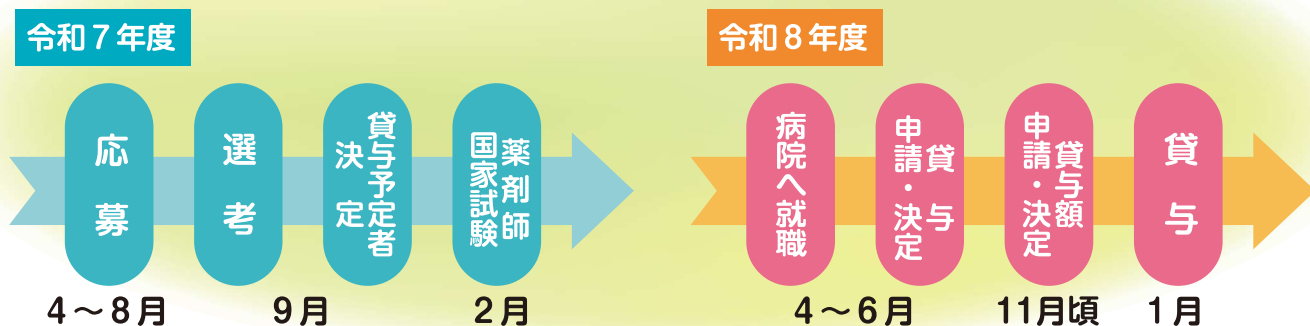 令和７年度
応募
選考
貸与予定者
決定
薬剤師
国家試験
4～8月
9月
2月
令和８年度
病院へ就職
貸与
申請・決定
貸与額
申請・決定
貸与
4～6月
11月頃
1月